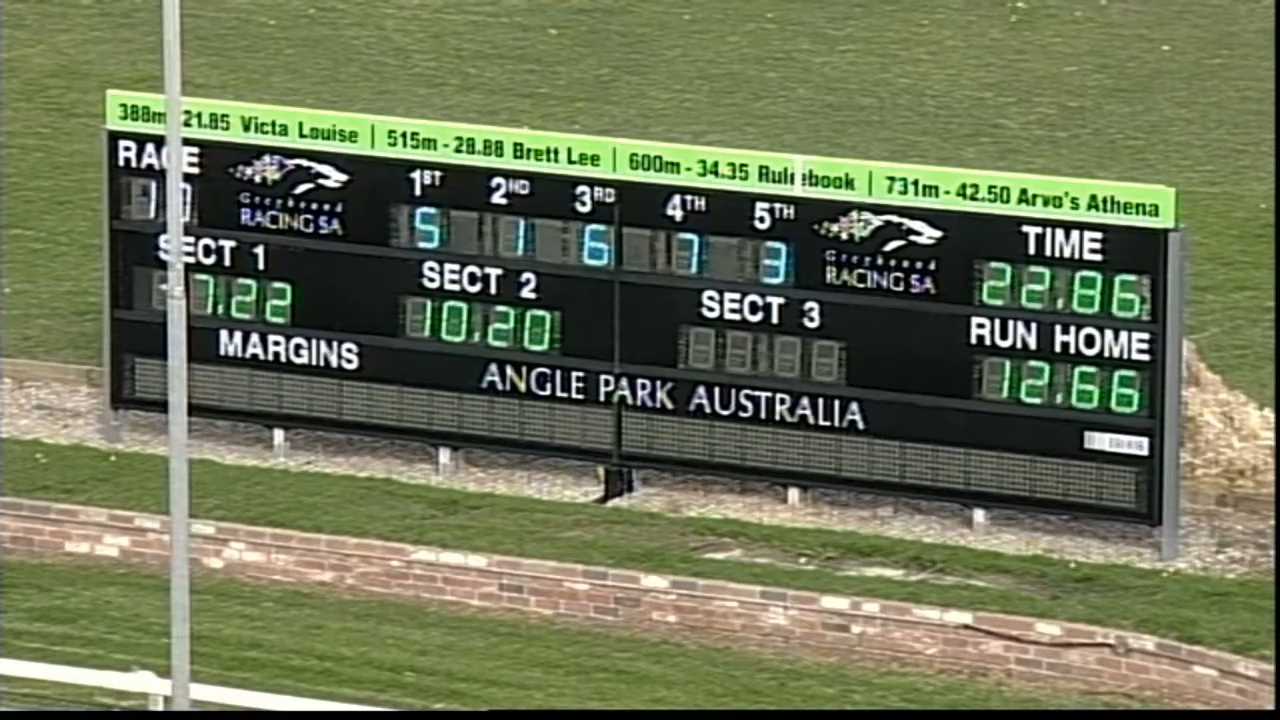 388m 21.85 Victa Louise | 515m - 28.88 Brett Lee | 600m - 34.35 Rulebook | 731m - 42.50 Arvo's Athena
RACE 1ST 2ND 3RD 4TH 5TH TIME
10 Greyhound RACING SA 5 1 6 7 3 Greyhound RACING SA 22.86
SECT 1 SECT 2 SECT 3 RUN HOME
7.22 10.20 12.66
MARGINS
ANGLE PARK AUSTRALIA